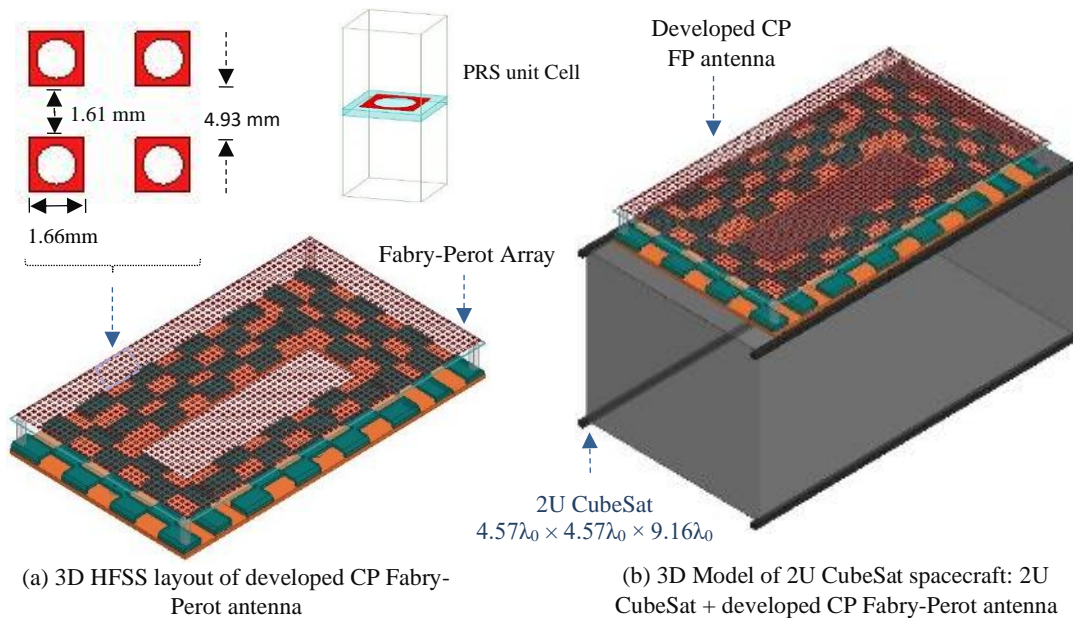 1.61 mm
4.93 mm
1.66mm
PRS unit Cell
Fabry-Perot Array
(a) 3D HFSS layout of developed CP Fabry-
Perot antenna
Developed CP
FP antenna
2U CubeSat
4.57λ₀ × 4.57λ₀ × 9.16λ₀
(b) 3D Model of 2U CubeSat spacecraft: 2U
CubeSat + developed CP Fabry-Perot antenna